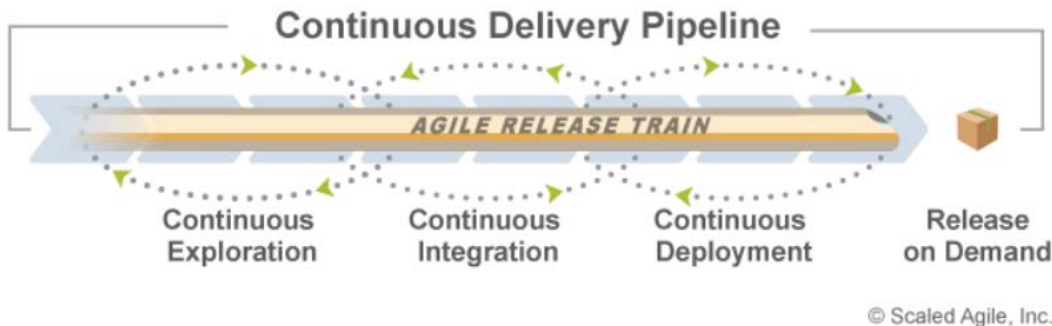 Continuous Delivery Pipeline
AGILE RELEASE TRAIN
Continuous
Exploration
Continuous
Integration
Continuous
Deployment
Release
on Demand
© Scaled Agile, Inc.